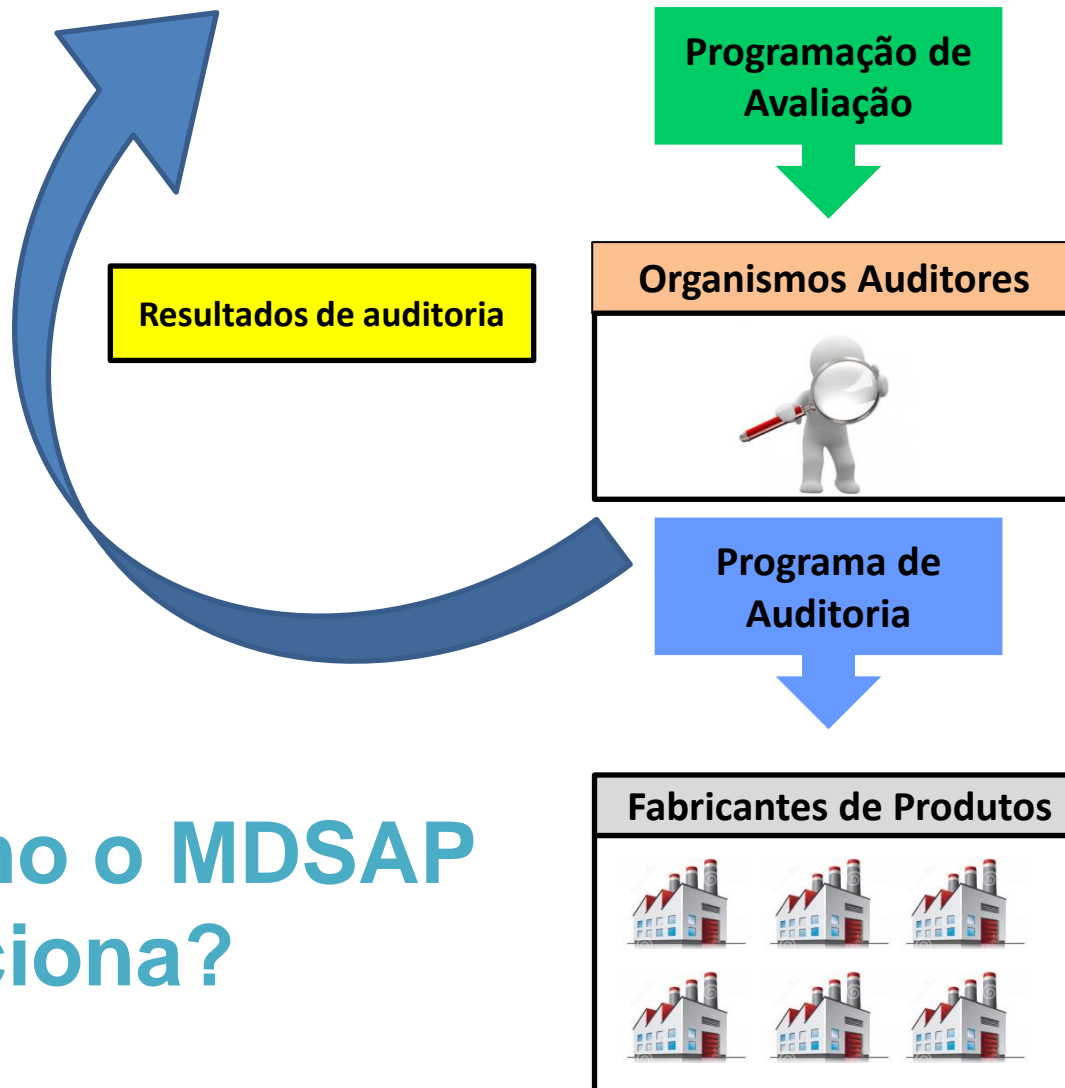 Programação de
Avaliação
Organismos Auditores
Resultados de auditoria
Programa de
Auditoria
Fabricantes de Produtos
no o MDSAP
ciona?